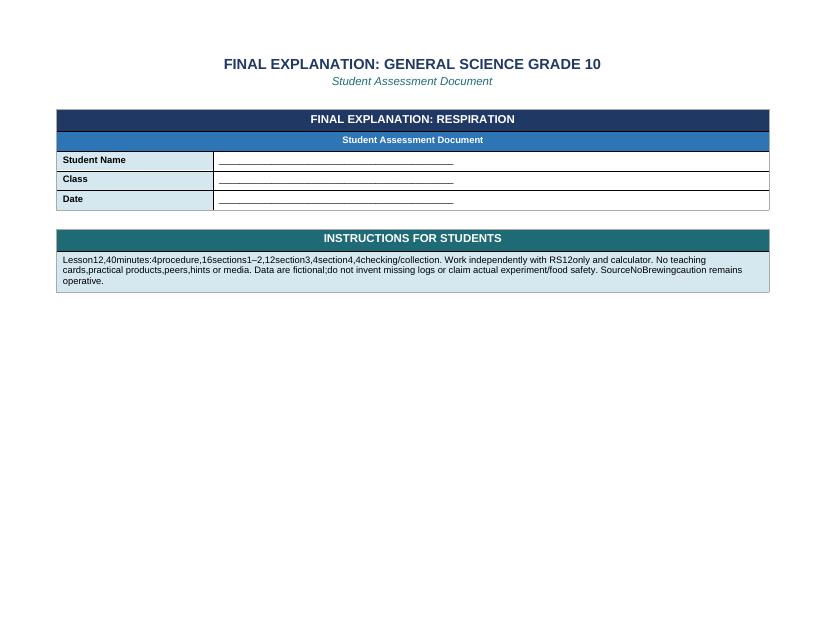 FINAL EXPLANATION: GENERAL SCIENCE GRADE 10
Student Assessment Document
FINAL EXPLANATION: RESPIRATION
Student Assessment Document
Student Name ______________________________________________
Class ______________________________________________
Date ______________________________________________
INSTRUCTIONS FOR STUDENTS
Lesson12,40minutes:4procedure,16sections1–2,12section3,4section4,4checking/collection. Work independently with RS12only and calculator. No teaching
cards,practical products,peers,hints or media. Data are fictional;do not invent missing logs or claim actual experiment/food safety. SourceNoBrewingcaution remains
operative.